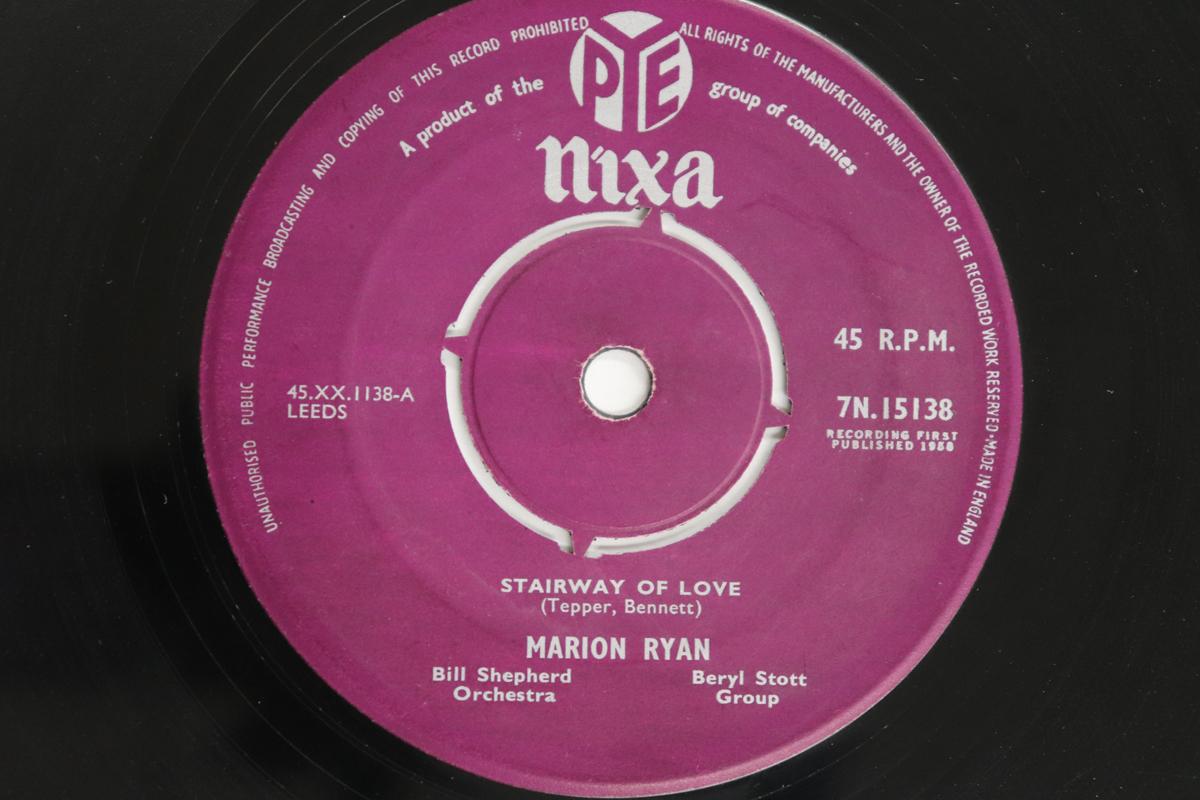 UNAUTHORISED PUBLIC PERFORMANCE BROADCASTING AND COPYING OF THIS RECORD PROHIBITED
ALL RIGHTS OF THE MANUFACTURERS AND THE OWNER OF THE RECORDED WORK RESERVED • MADE IN ENGLAND
A product of the
PYE
group of companies
nixa
45 R.P.M.
45.XX.1138-A
LEEDS
7N.15138
RECORDING FIRST
PUBLISHED 1958
STAIRWAY OF LOVE
(Tepper, Bennett)
MARION RYAN
Bill Shepherd
Orchestra
Beryl Stott
Group